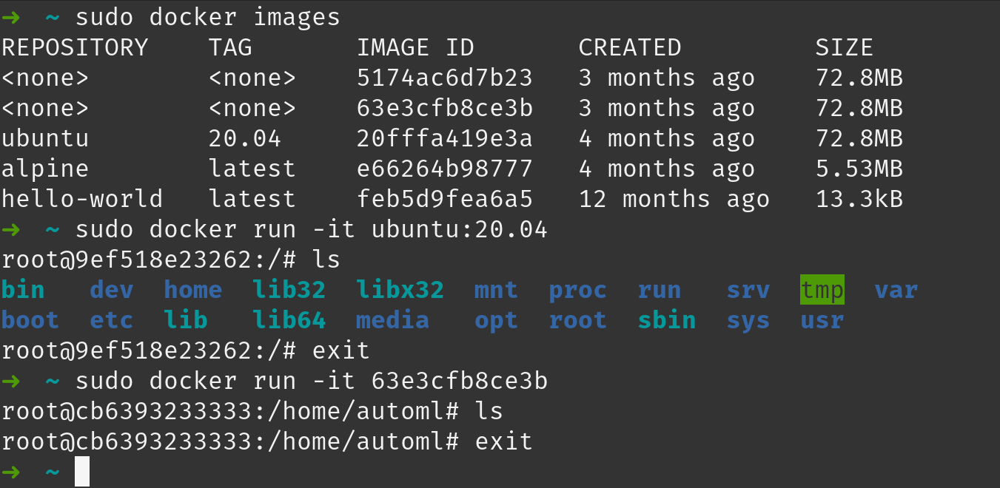 ➜  ~ sudo docker images
REPOSITORY    TAG       IMAGE ID       CREATED         SIZE
<none>        <none>    5174ac6d7b23   3 months ago    72.8MB
<none>        <none>    63e3cfb8ce3b   3 months ago    72.8MB
ubuntu        20.04     20fffa419e3a   4 months ago    72.8MB
alpine        latest    e66264b98777   4 months ago    5.53MB
hello-world   latest    feb5d9fea6a5   12 months ago   13.3kB
➜  ~ sudo docker run -it ubuntu:20.04
root@9ef518e23262:/# ls
bin   dev  home  lib32  libx32  mnt  proc  run   srv  tmp  var
boot  etc  lib   lib64  media   opt  root  sbin  sys  usr
root@9ef518e23262:/# exit
➜  ~ sudo docker run -it 63e3cfb8ce3b
root@cb6393233333:/home/automl# ls
root@cb6393233333:/home/automl# exit
➜  ~